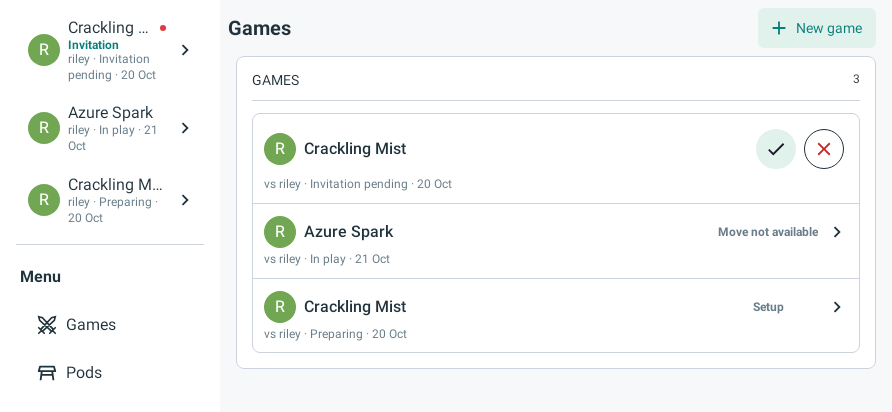 Crackling ...
R
Invitation
riley · Invitation
pending · 20 Oct
Azure Spark
R
riley · In play · 21
Oct
Crackling M...
R
riley · Preparing ·
20 Oct
Menu
Games
Pods
Games
New game
GAMES
3
R
Crackling Mist
vs riley · Invitation pending · 20 Oct
R
Azure Spark
Move not available
vs riley · In play · 21 Oct
R
Crackling Mist
Setup
vs riley · Preparing · 20 Oct